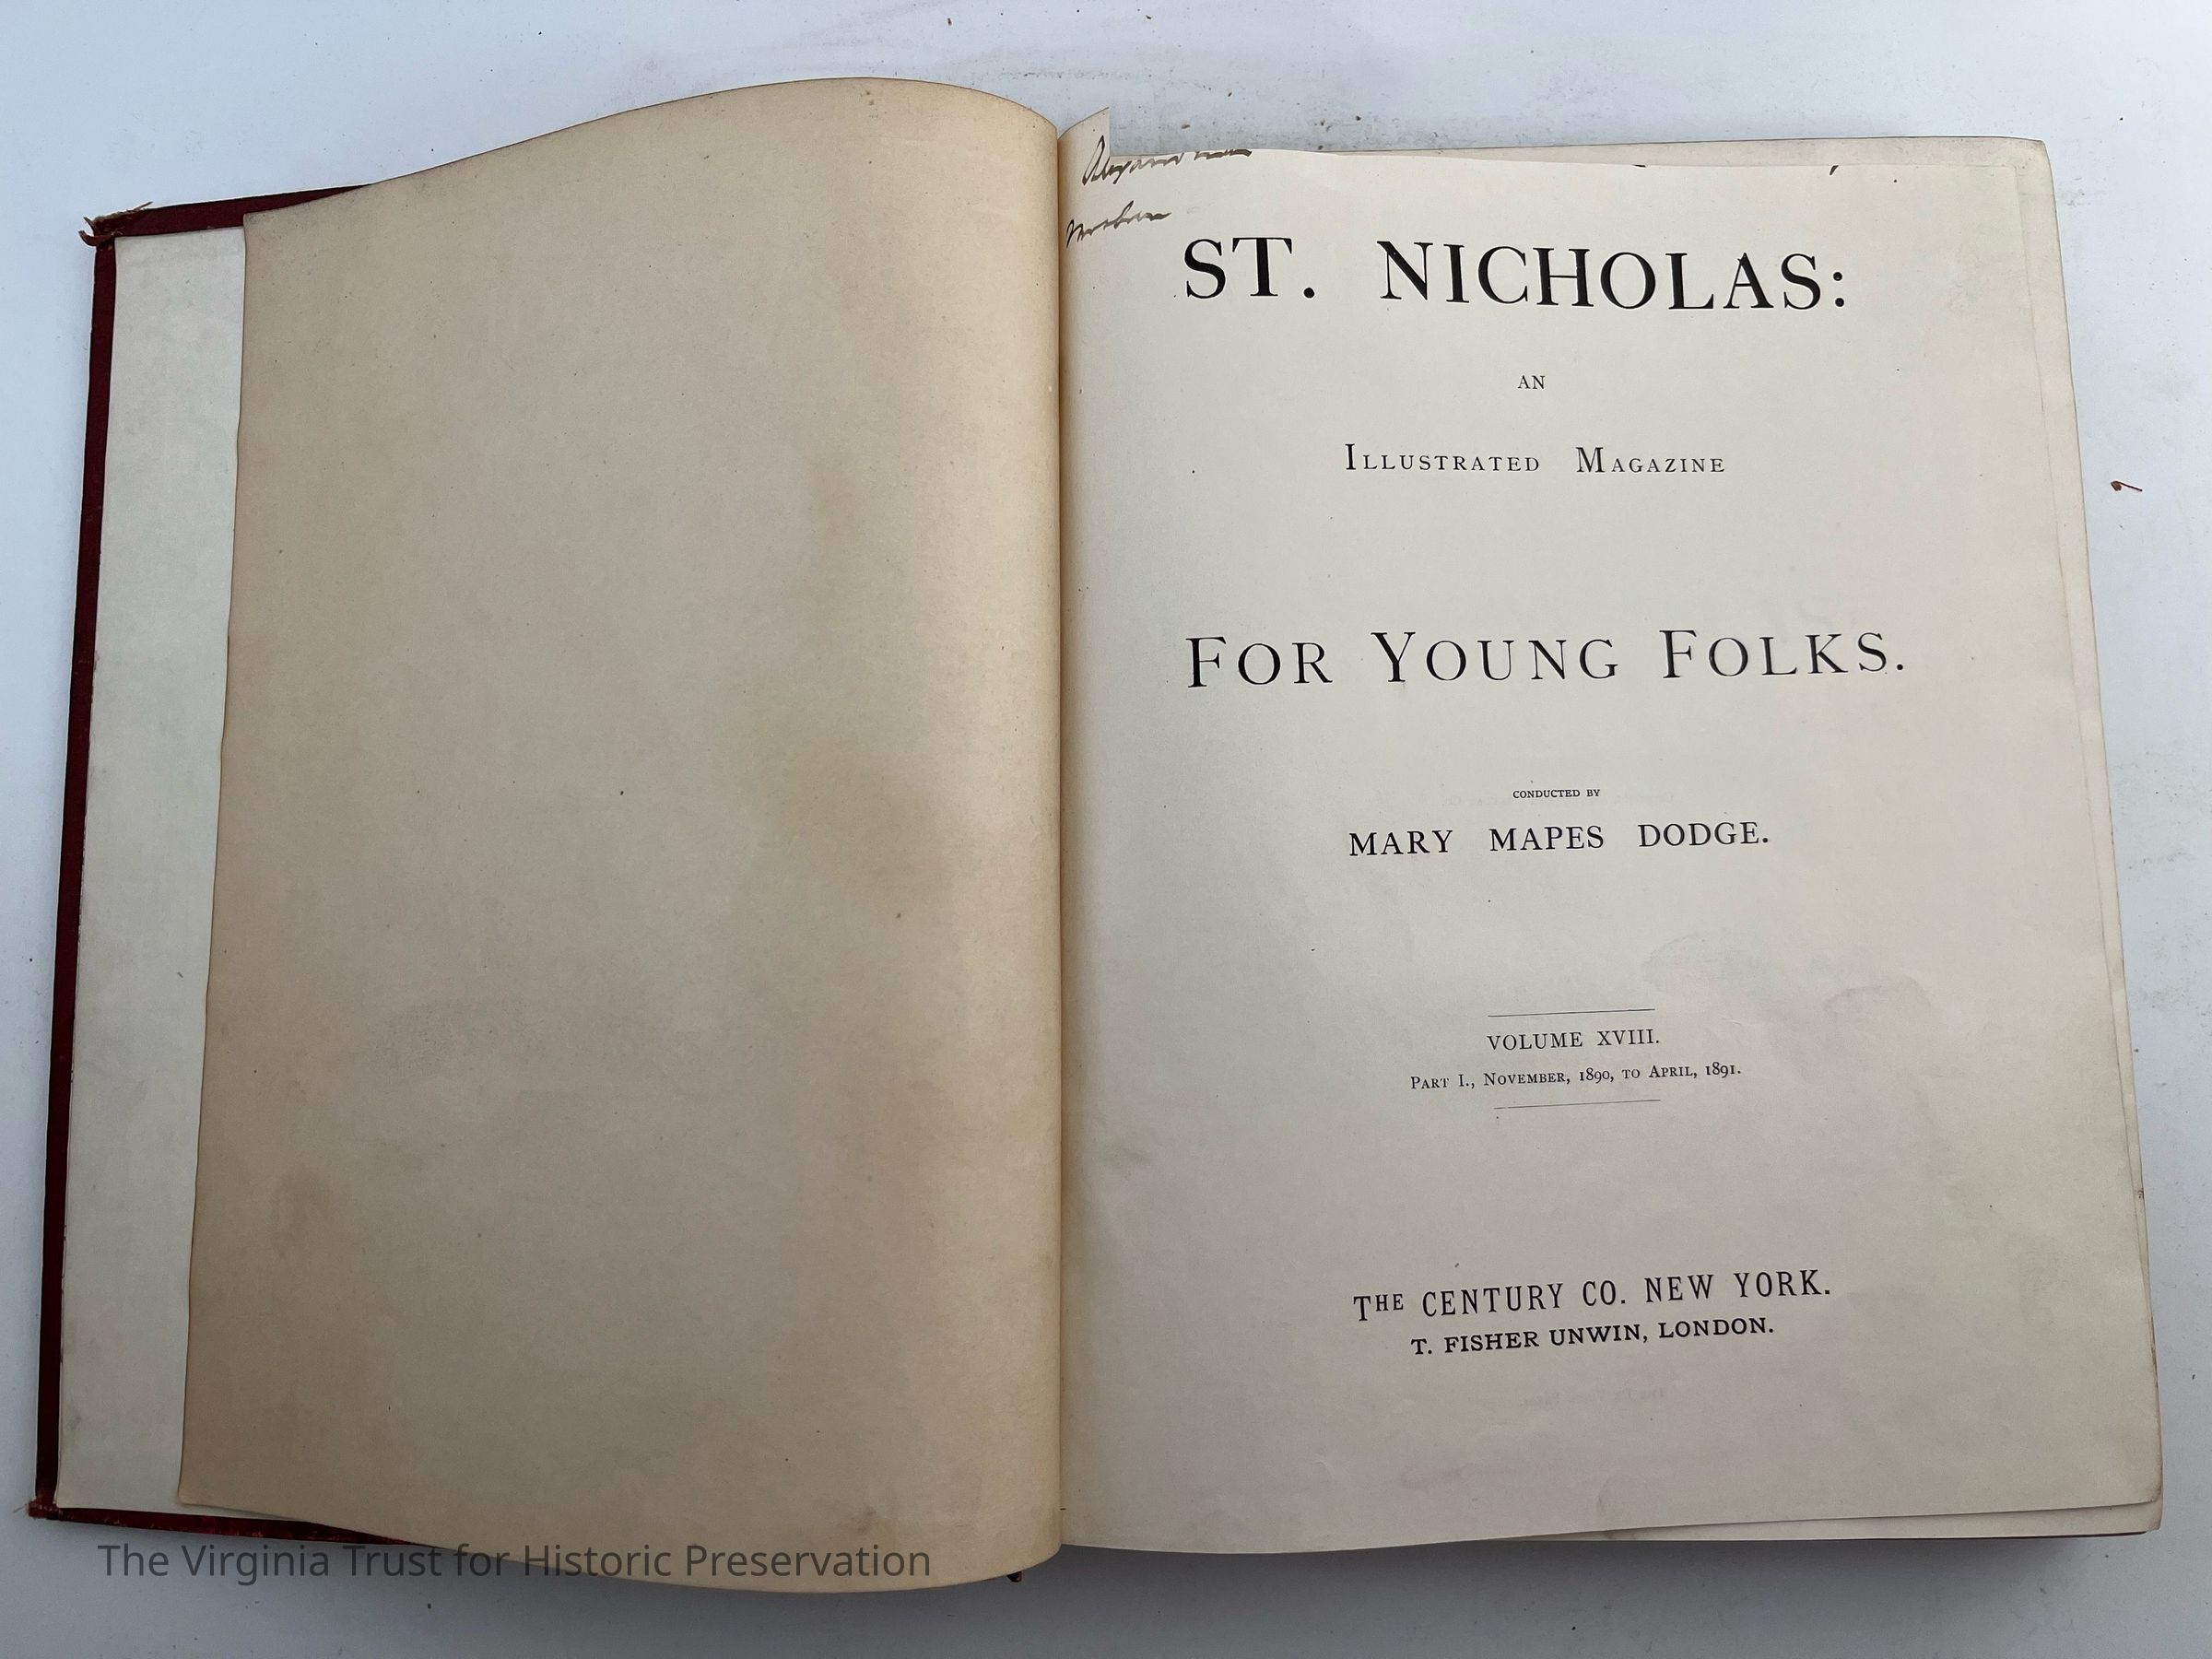 ST. NICHOLAS:
AN
ILLUSTRATED MAGAZINE
FOR YOUNG FOLKS.
CONDUCTED BY
MARY MAPES DODGE.
VOLUME XVIII.
PART I., NOVEMBER, 1890, TO APRIL, 1891.
THE CENTURY CO. NEW YORK.
T. FISHER UNWIN, LONDON.
The Virginia Trust for Historic Preservation